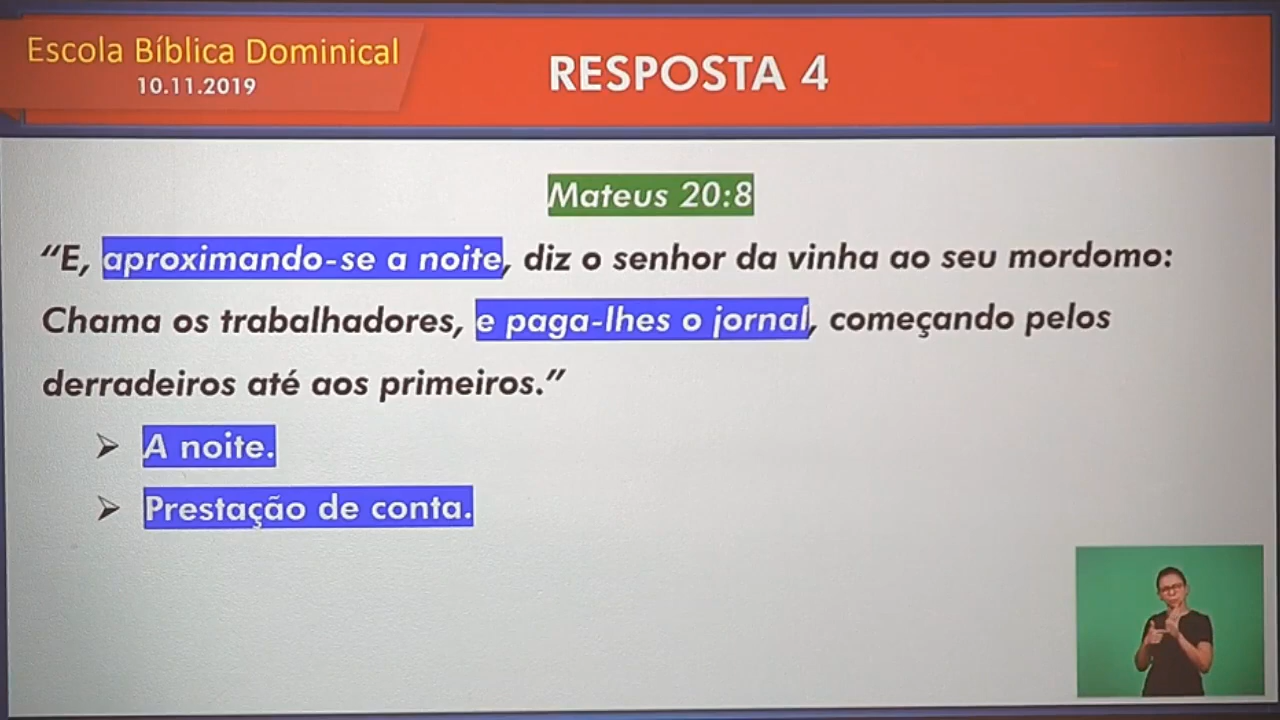 Escola Bíblica Dominical
10.11.2019
RESPOSTA 4
Mateus 20:8
“E, aproximando-se a noite, diz o senhor da vinha ao seu mordomo:
Chama os trabalhadores, e paga-lhes o jornal, começando pelos
derradeiros até aos primeiros.”
A noite.
Prestação de conta.